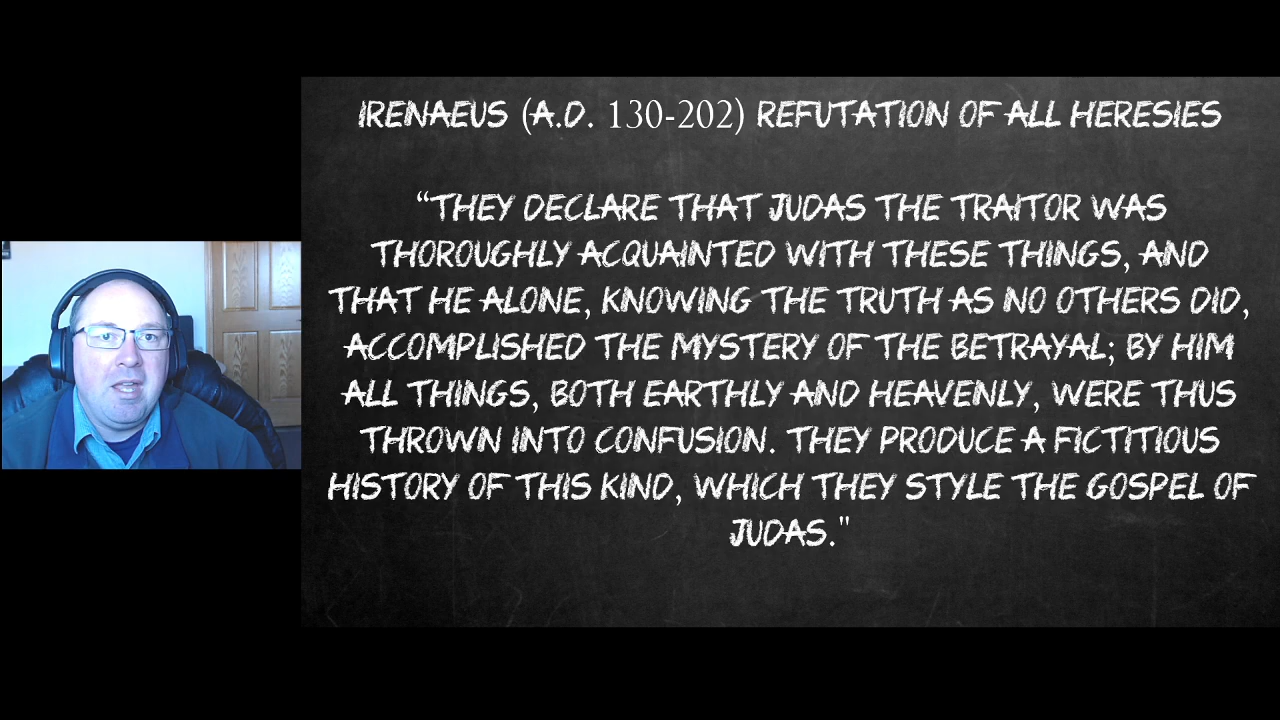 IRENAEUS (A.D. 130-202) REFUTATION OF ALL HERESIES
“THEY DECLARE THAT JUDAS THE TRAITOR WAS
THOROUGHLY ACQUAINTED WITH THESE THINGS, AND
THAT HE ALONE, KNOWING THE TRUTH AS NO OTHERS DID,
ACCOMPLISHED THE MYSTERY OF THE BETRAYAL; BY HIM
ALL THINGS, BOTH EARTHLY AND HEAVENLY, WERE THUS
THROWN INTO CONFUSION. THEY PRODUCE A FICTITIOUS
HISTORY OF THIS KIND, WHICH THEY STYLE THE GOSPEL OF
JUDAS."